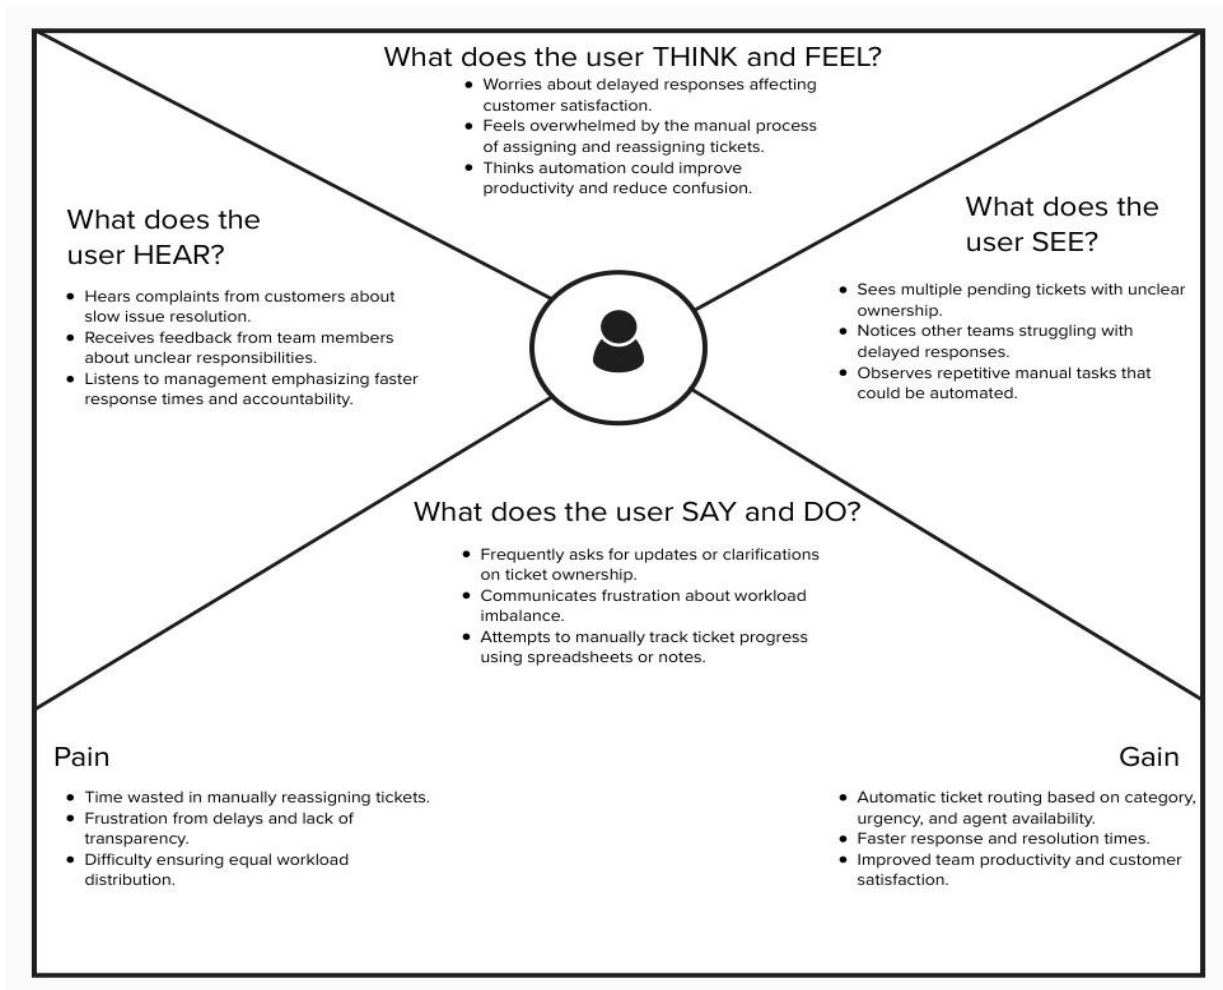 What does the user THINK and FEEL?
• Worries about delayed responses affecting
customer satisfaction.
• Feels overwhelmed by the manual process
of assigning and reassigning tickets.
• Thinks automation could improve
productivity and reduce confusion.
What does the
user HEAR?
• Hears complaints from customers about
slow issue resolution.
• Receives feedback from team members
about unclear responsibilities.
• Listens to management emphasizing faster
response times and accountability.
What does the
user SEE?
• Sees multiple pending tickets with unclear
ownership.
• Notices other teams struggling with
delayed responses.
• Observes repetitive manual tasks that
could be automated.
What does the user SAY and DO?
• Frequently asks for updates or clarifications
on ticket ownership.
• Communicates frustration about workload
imbalance.
• Attempts to manually track ticket progress
using spreadsheets or notes.
Pain
• Time wasted in manually reassigning tickets.
• Frustration from delays and lack of
transparency.
• Difficulty ensuring equal workload
distribution.
Gain
• Automatic ticket routing based on category,
urgency, and agent availability.
• Faster response and resolution times.
• Improved team productivity and customer
satisfaction.